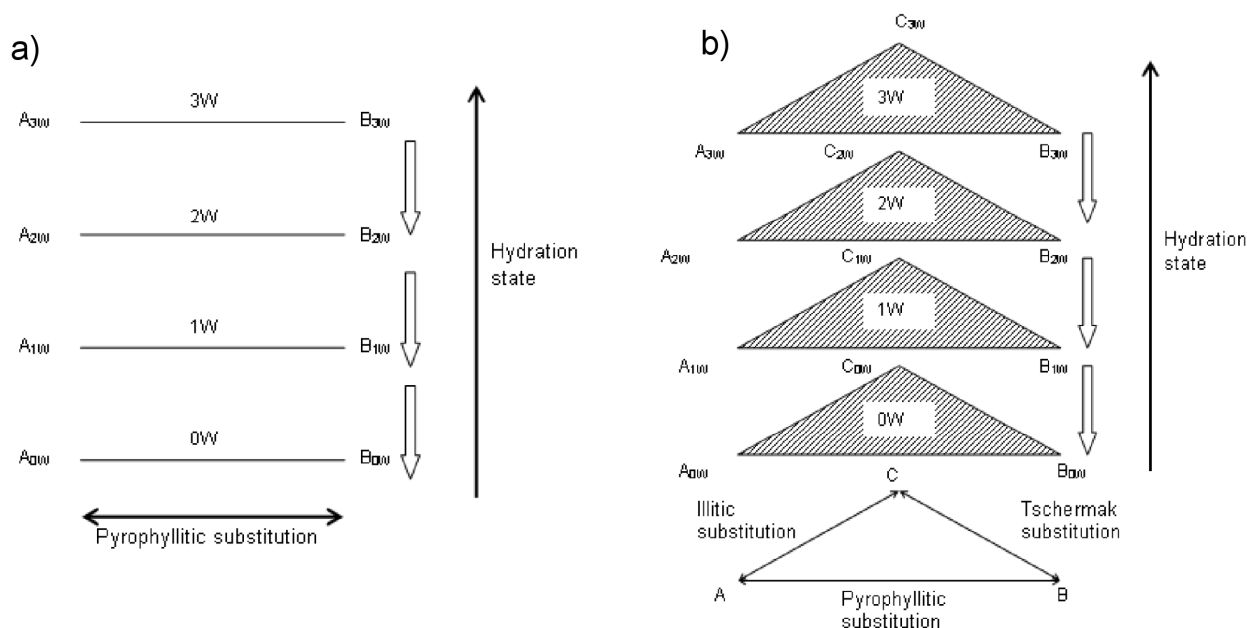 a)
3W
A3W
B3W
2W
A2W
B2W
Hydration
state
1W
A1W
B1W
0W
A0W
B0W
Pyrophyllitic substitution
b)
C3W
3W
A3W
C2W
B3W
2W
Hydration
state
A2W
C1W
B2W
1W
A1W
C0W
B1W
0W
A0W
C
B0W
Illitic
substitution
Tschermak
substitution
A
B
Pyrophyllitic
substitution